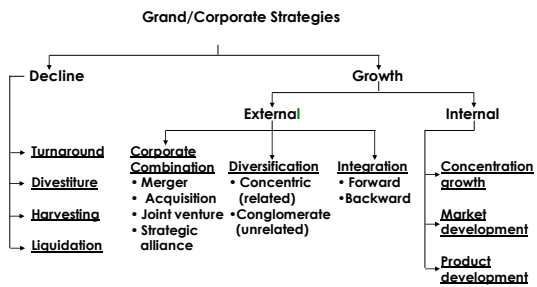 Grand/Corporate Strategies
Decline
Growth
External
Internal
Turnaround
Divestiture
Harvesting
Liquidation
Corporate
Combination
• Merger
• Acquisition
• Joint venture
• Strategic
alliance
Diversification
• Concentric
(related)
•Conglomerate
(unrelated)
Integration
• Forward
•Backward
Concentration
growth
Market
development
Product
development